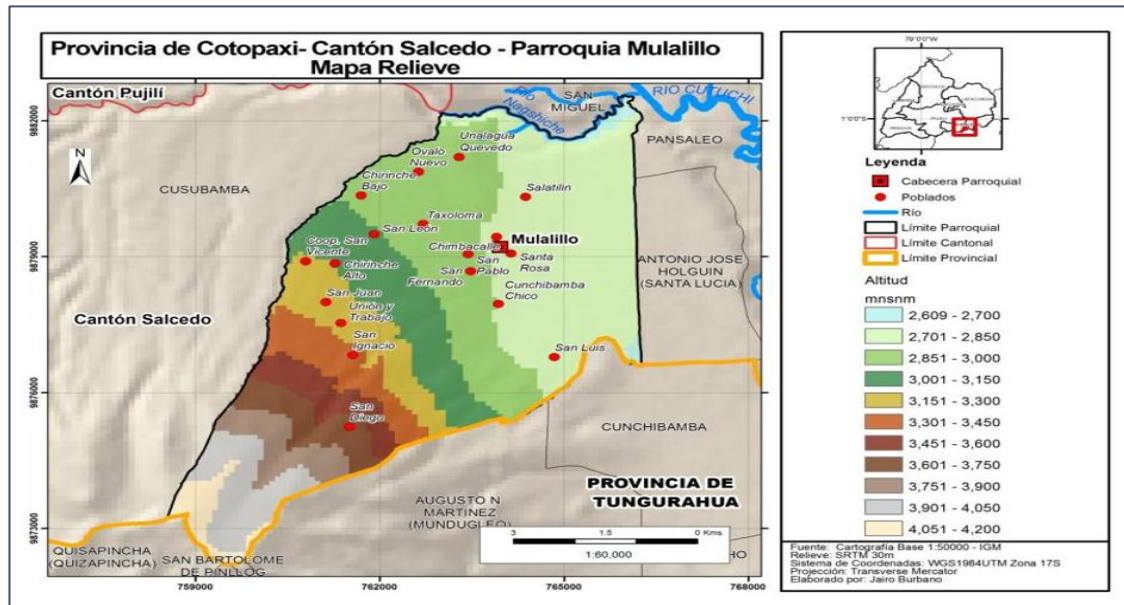 Provincia de Cotopaxi- Cantón Salcedo - Parroquia Mulalillo
Mapa Relieve
Cantón Pujilí
Río
Nagshiche
SAN
MIGUEL
RIO CUTUCHI
PANSALEO
CUSUBAMBA
N
Unalagua
Quevedo
Ovalo
Nuevo
Chirinche
Bajo
Salatilin
Taxoloma
San León
Mulalillo
Coop. San
Vicente
Chimbacalle
Santa
Rosa
Chirinche
Alto
San
Pablo
San
Fernando
ANTONIO JOSE
HOLGUIN
(SANTA LUCIA)
Cunchibamba
Chico
San Juan
Unión y
Trabajo
Cantón Salcedo
San
Ignacio
San Luis
San
Diego
CUNCHIBAMBA
PROVINCIA DE
TUNGURAHUA
AUGUSTO N
MARTINEZ
(MUNDUGLEO)
QUISAPINCHA
(QUIZAPINCHA)
SAN BARTOLOME
DE PINLLOG
3 1.5 0 Kms
1:60,000
759000 762000 765000 768000
9882000
9879000
9876000
9873000
79°0'W
1°0'0"S
Leyenda
Cabecera Parroquial
Poblados
Río
Límite Parroquial
Límite Cantonal
Límite Provincial
Altitud
mnsnm
2,609 - 2,700
2,701 - 2,850
2,851 - 3,000
3,001 - 3,150
3,151 - 3,300
3,301 - 3,450
3,451 - 3,600
3,601 - 3,750
3,751 - 3,900
3,901 - 4,050
4,051 - 4,200
Fuente: Cartografía Base 1:50000 - IGM
Relieve: SRTM 30m
Sistema de Coordenadas: WGS1984UTM Zona 17S
Projección: Transverse Mercator
Elaborado por: Jairo Burbano